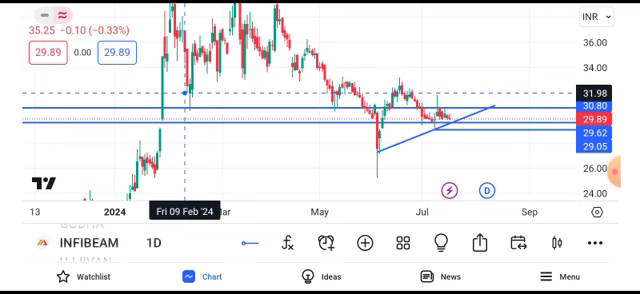 INR
35.25 −0.10 (−0.33%)
29.89 0.00 29.89
36.00
34.00
31.98
30.80
29.89
29.62
29.05
26.00
24.00
D
13 2024 Fri 09 Feb '24 Mar May Jul Sep
INFIBEAM 1D
Watchlist Chart Ideas News Menu